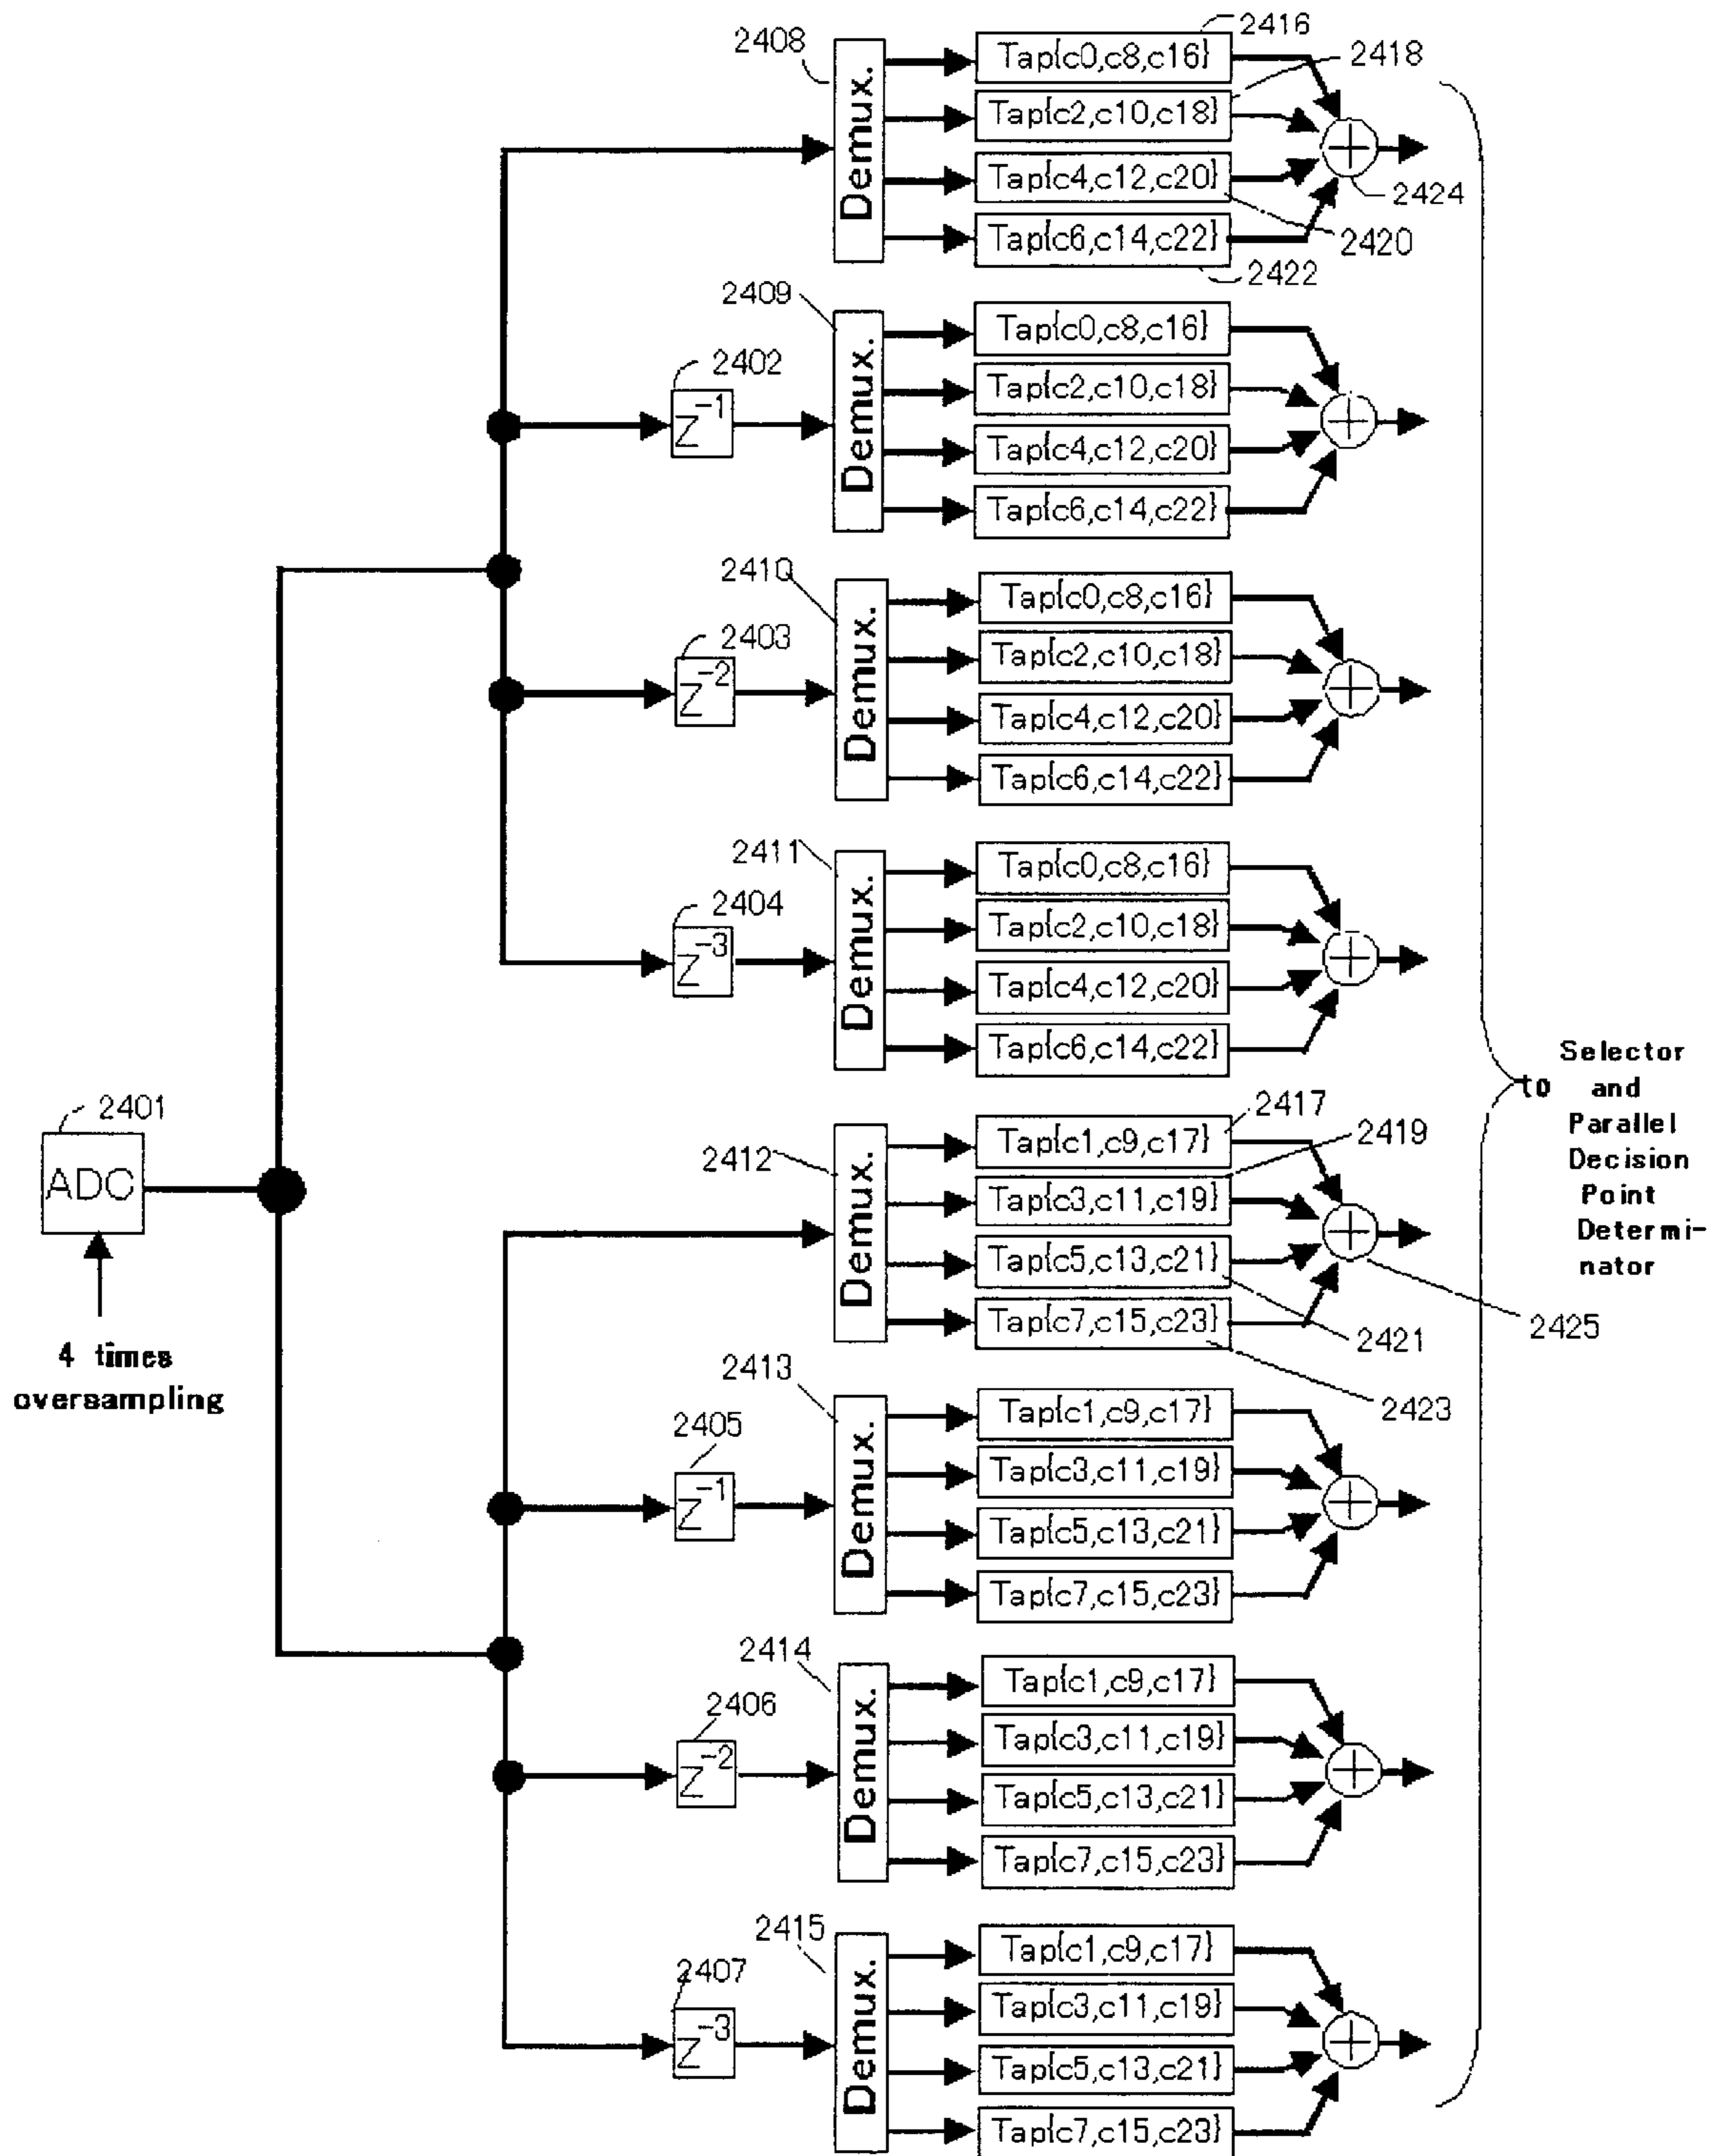 2408
Demux.
Tap{c0,c8,c16}
2416
Tap{c2,c10,c18}
2418
Tap{c4,c12,c20}
2420
Tap{c6,c14,c22}
2422
2424
2409
2402
Z-1
Demux.
Tap{c0,c8,c16}
Tap{c2,c10,c18}
Tap{c4,c12,c20}
Tap{c6,c14,c22}
2410
2403
Z-2
Demux.
Tap{c0,c8,c16}
Tap{c2,c10,c18}
Tap{c4,c12,c20}
Tap{c6,c14,c22}
2411
2404
Z-3
Demux.
Tap{c0,c8,c16}
Tap{c2,c10,c18}
Tap{c4,c12,c20}
Tap{c6,c14,c22}
2401
ADC
4 times
oversampling
to
Selector
and
Parallel
Decision
Point
Determi-
nator
2412
Demux.
Tap{c1,c9,c17}
2417
Tap{c3,c11,c19}
2419
Tap{c5,c13,c21}
2421
Tap{c7,c15,c23}
2423
2425
2413
2405
Z-1
Demux.
Tap{c1,c9,c17}
Tap{c3,c11,c19}
Tap{c5,c13,c21}
Tap{c7,c15,c23}
2414
2406
Z-2
Demux.
Tap{c1,c9,c17}
Tap{c3,c11,c19}
Tap{c5,c13,c21}
Tap{c7,c15,c23}
2415
2407
Z-3
Demux.
Tap{c1,c9,c17}
Tap{c3,c11,c19}
Tap{c5,c13,c21}
Tap{c7,c15,c23}